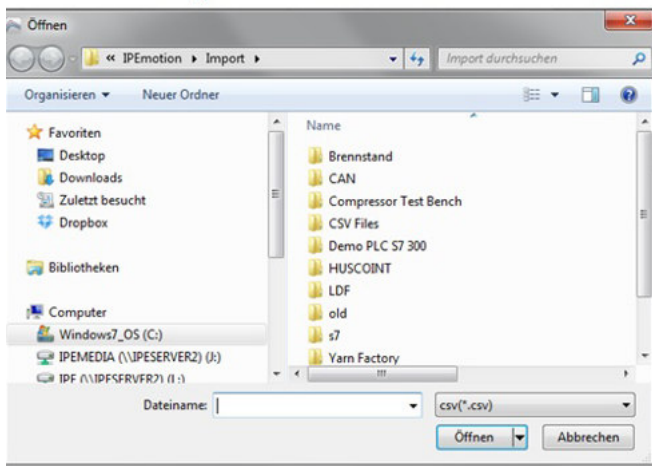 Öffnen
« IPEmotion ▸ Import ▸
Import durchsuchen
Organisieren ▾ Neuer Ordner
Favoriten
Desktop
Downloads
Zuletzt besucht
Dropbox
Bibliotheken
Computer
Windows7_OS (C:)
IPEMEDIA (\\IPESERVER2) (J:)
IPE (\\IPESERVER2) (L:)
Name
Brennstand
CAN
Compressor Test Bench
CSV Files
Demo PLC S7 300
HUSCOINT
LDF
old
s7
Yarn Factory
Dateiname:
csv(*.csv)
Öffnen
Abbrechen